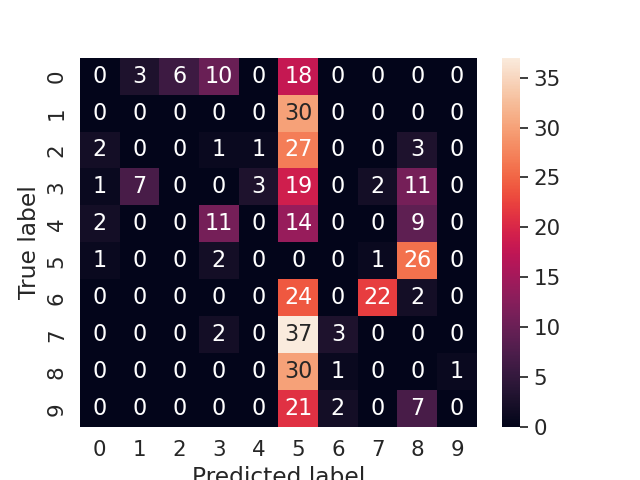 0 0 3 6 10 0 18 0 0 0 0
1 0 0 0 0 0 30 0 0 0 0
2 2 0 0 1 1 27 0 0 3 0
3 1 7 0 0 3 19 0 2 11 0
4 2 0 0 11 0 14 0 0 9 0
5 1 0 0 2 0 0 0 1 26 0
6 0 0 0 0 0 24 0 22 2 0
7 0 0 0 2 0 37 3 0 0 0
8 0 0 0 0 0 30 1 0 0 1
9 0 0 0 0 0 21 2 0 7 0
0 1 2 3 4 5 6 7 8 9
Predicted label
True label
35
30
25
20
15
10
5
0